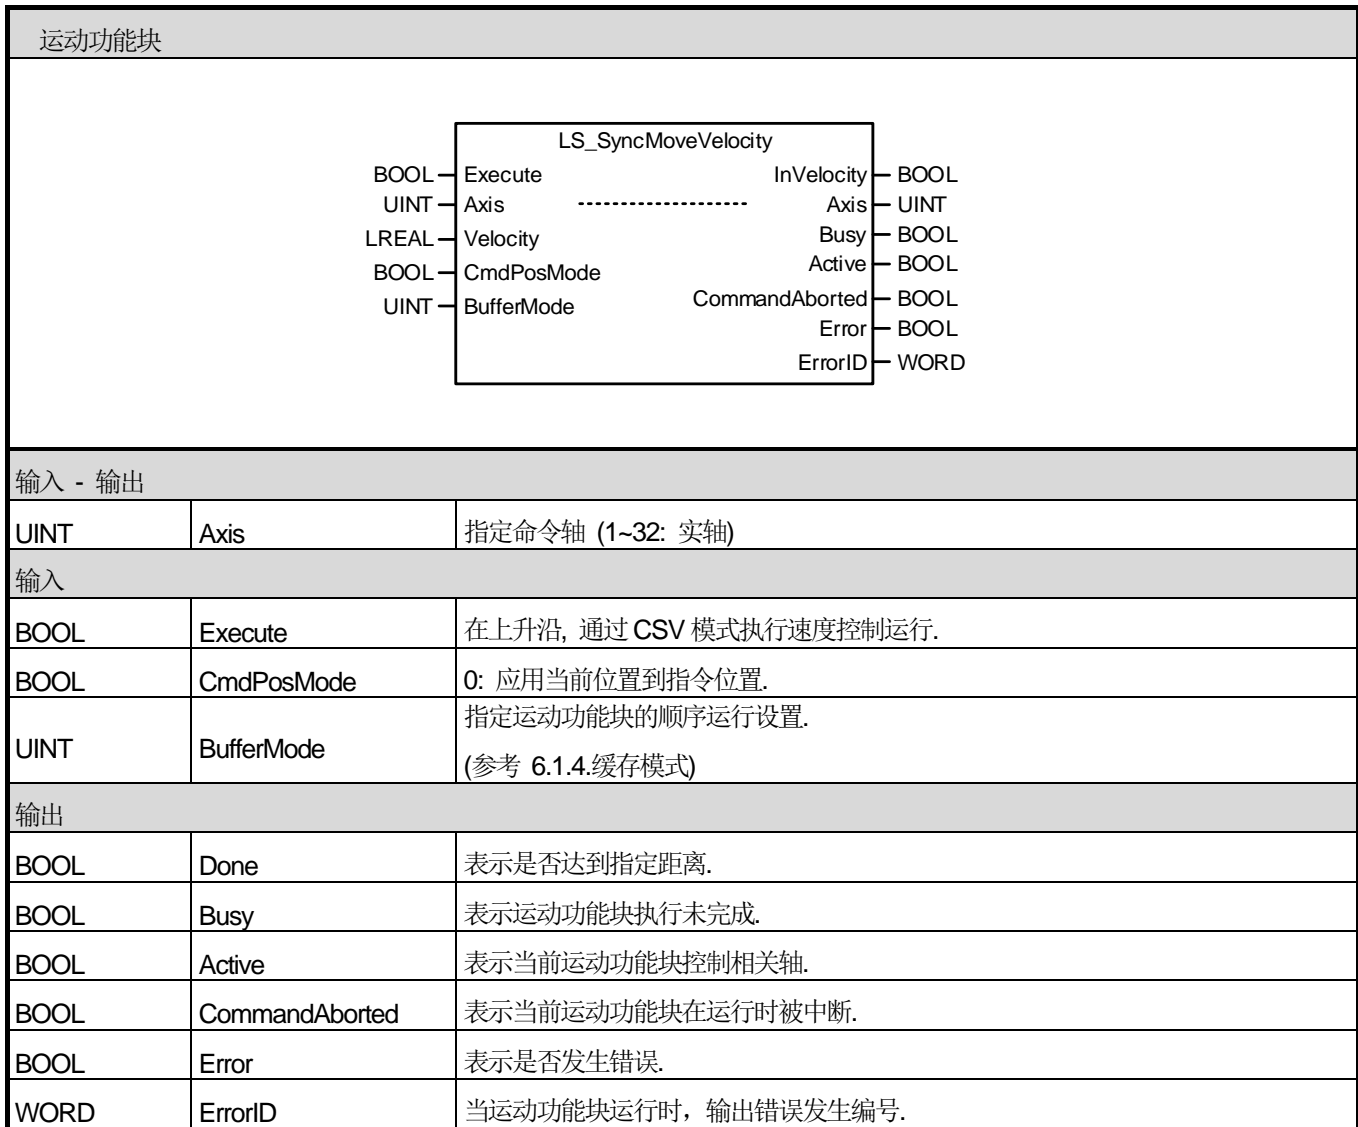 运动功能块
LS_SyncMoveVelocity
BOOL Execute InVelocity BOOL
UINT Axis Axis UINT
LREAL Velocity Busy BOOL
BOOL CmdPosMode Active BOOL
UINT BufferMode CommandAborted BOOL
Error BOOL
ErrorID WORD
输入 - 输出
UINT Axis 指定命令轴 (1~32: 实轴)
输入
BOOL Execute 在上升沿, 通过 CSV 模式执行速度控制运行.
BOOL CmdPosMode 0: 应用当前位置到指令位置.
UINT BufferMode 指定运动功能块的顺序运行设置.
(参考 6.1.4.缓存模式)
输出
BOOL Done 表示是否达到指定距离.
BOOL Busy 表示运动功能块执行未完成.
BOOL Active 表示当前运动功能块控制相关轴.
BOOL CommandAborted 表示当前运动功能块在运行时被中断.
BOOL Error 表示是否发生错误.
WORD ErrorID 当运动功能块运行时，输出错误发生编号.